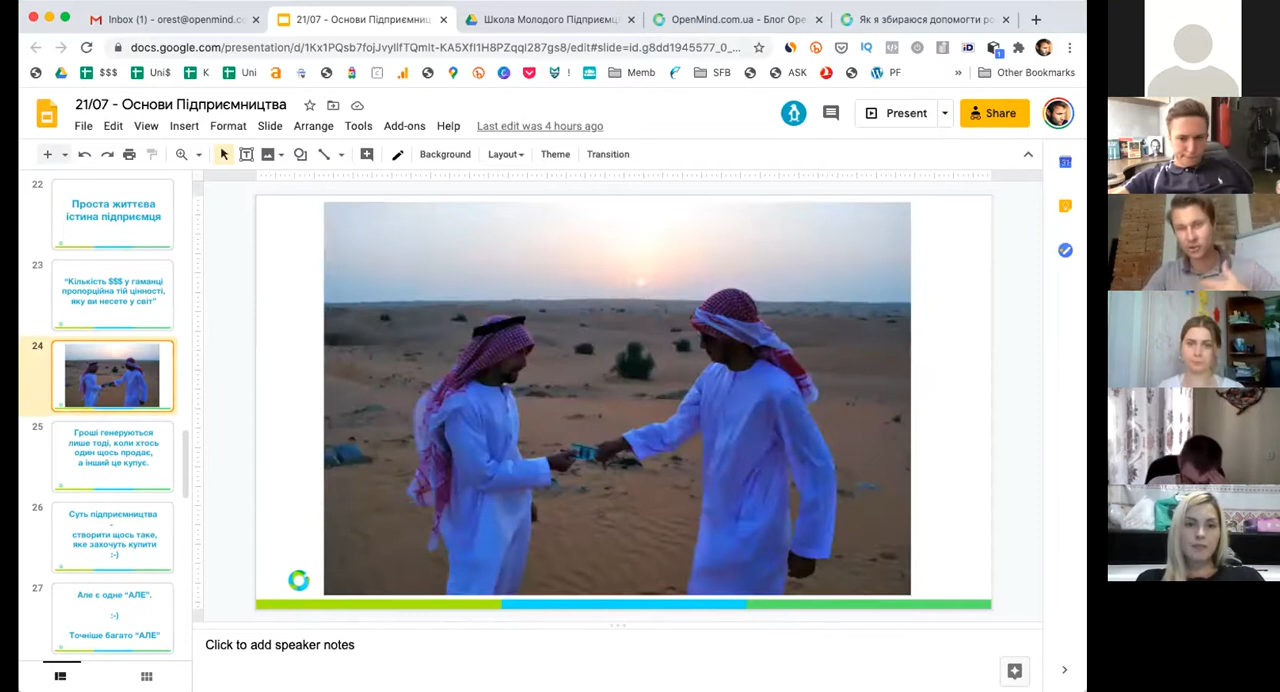 Inbox (1) - orest@openmind.co
21/07 - Основи Підприємниц
Школа Молодого Підприємц
OpenMind.com.ua - Блог Ope
Як я збираюся допомогти ро
docs.google.com/presentation/d/1Kx1PQsb7fojJvyIlfTQmIt-KA5XfI1H8PZqqI287gs8/edit#slide=id.g8dd1945577_0_...
$$$
Uni$
K
Uni
!
Memb
SFB
ASK
PF
»
Other Bookmarks
21/07 - Основи Підприємництва
File Edit View Insert Format Slide Arrange Tools Add-ons Help Last edit was 4 hours ago
Present
Share
Background Layout Theme Transition
22
Проста життєва
істина підприємця
23
“Кількість $$$ у гаманці
пропорційна тій цінності,
яку ви несете у світ”
24
25
Гроші генеруються
лише тоді, коли хтось
один щось продає,
а інший це купує.
26
Суть підприємництва
-
створити щось таке,
яке захочуть купити
:-)
27
Але є одне “АЛЕ”.
:-)
Точніше багато “АЛЕ”
Click to add speaker notes